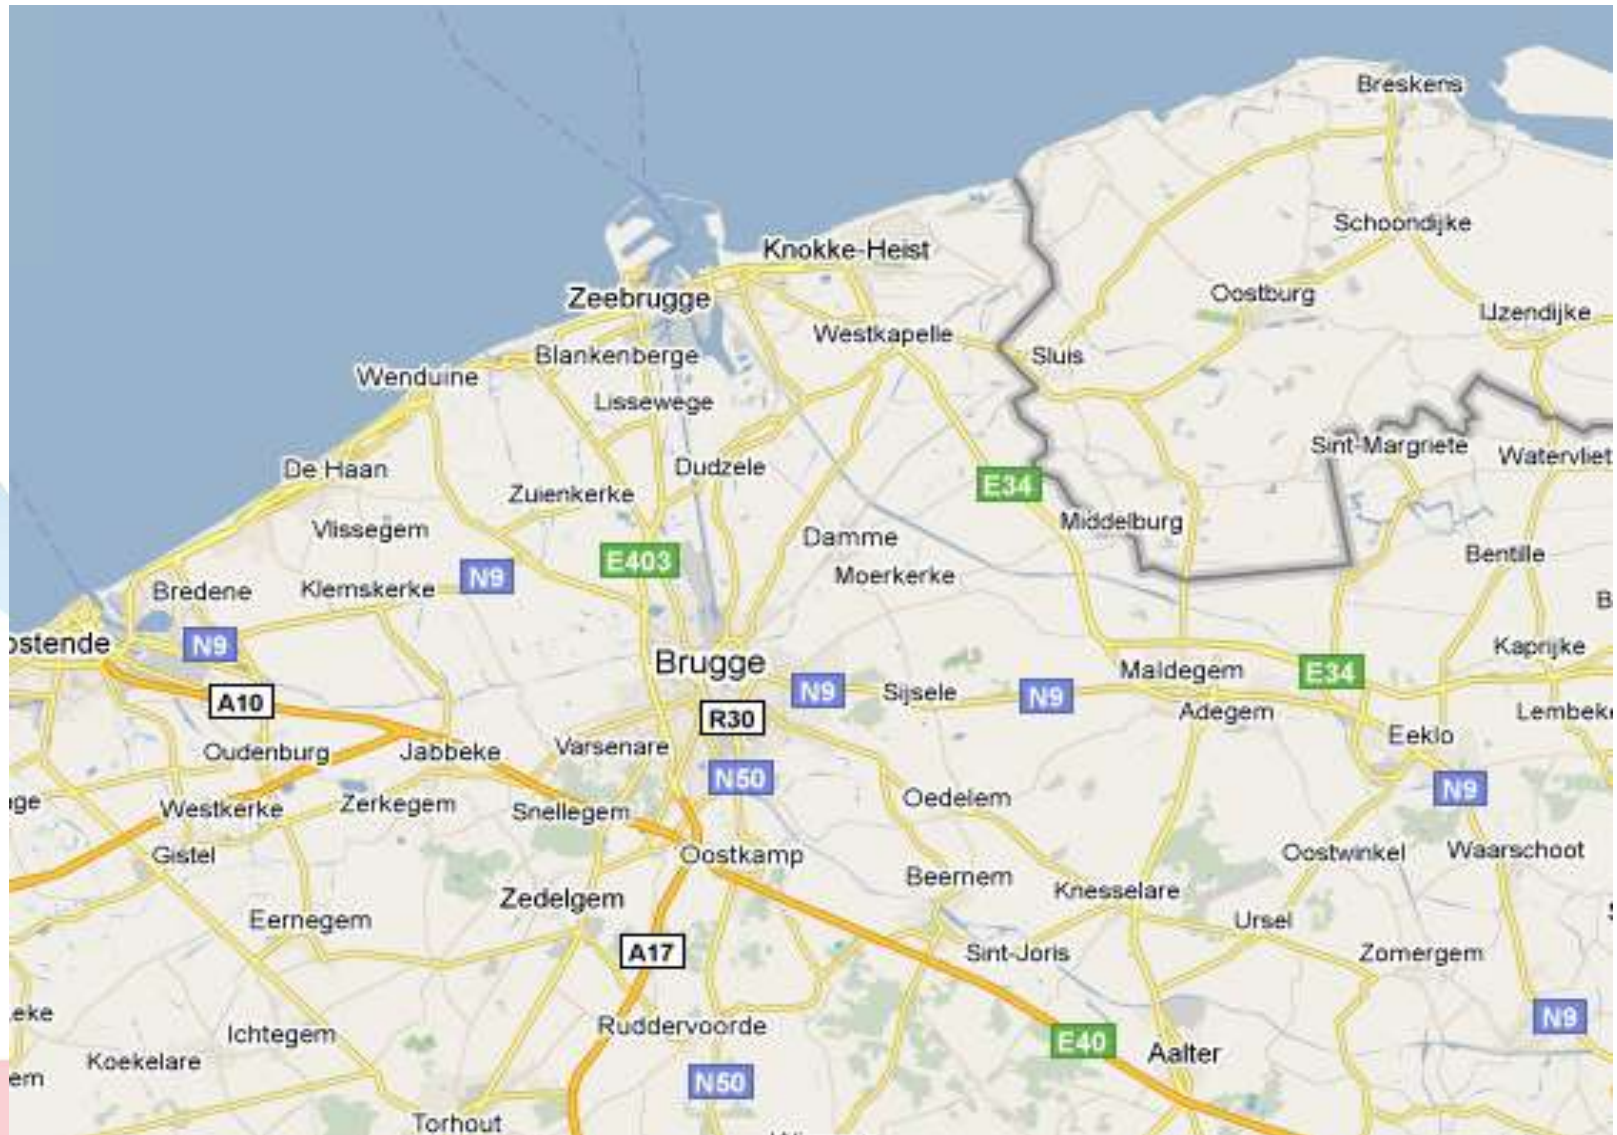 Breskens
Schoondijke
Knokke-Heist
Zeebrugge
Oostburg
IJzendijke
Westkapelle
Blankenberge
Sluis
Wenduine
Lissewege
Sint-Margriete
Watervliet
De Haan
Dudzele
Zuienkerke
E34
Vlissegem
Middelburg
Damme
E403
Bentille
N9
Moerkerke
Bredene
Klemskerke
B
ostende
N9
Kaprijke
Brugge
Maldegem
E34
N9
Sijsele
N9
A10
R30
Adegem
Lembeke
Oudenburg
Jabbeke
Varsenare
Eeklo
N50
N9
ge
Westkerke
Zerkegem
Snellegem
Oedelem
Gistel
Oostkamp
Oostwinkel
Waarschoot
Beernem
Knesselare
Zedelgem
Eernegem
Ursel
A17
Sint-Joris
Zomergem
eke
Ichtegem
Ruddervoorde
N9
E40
Aalter
Koekelare
em
N50
Torhout